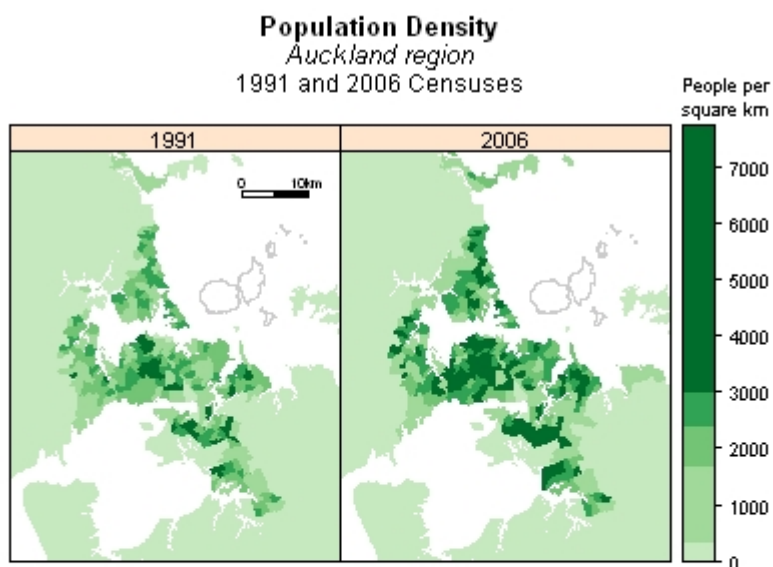 Population Density
Auckland region
1991 and 2006 Censuses
People per
square km
1991
2006
0 10km
7000
6000
5000
4000
3000
2000
1000
0